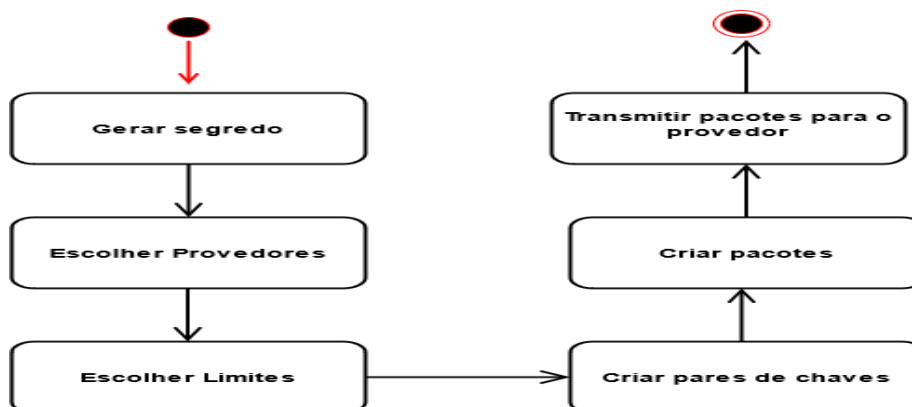 Gerar segredo
Escolher Provedores
Escolher Limites
Criar pares de chaves
Criar pacotes
Transmitir pacotes para o
provedor